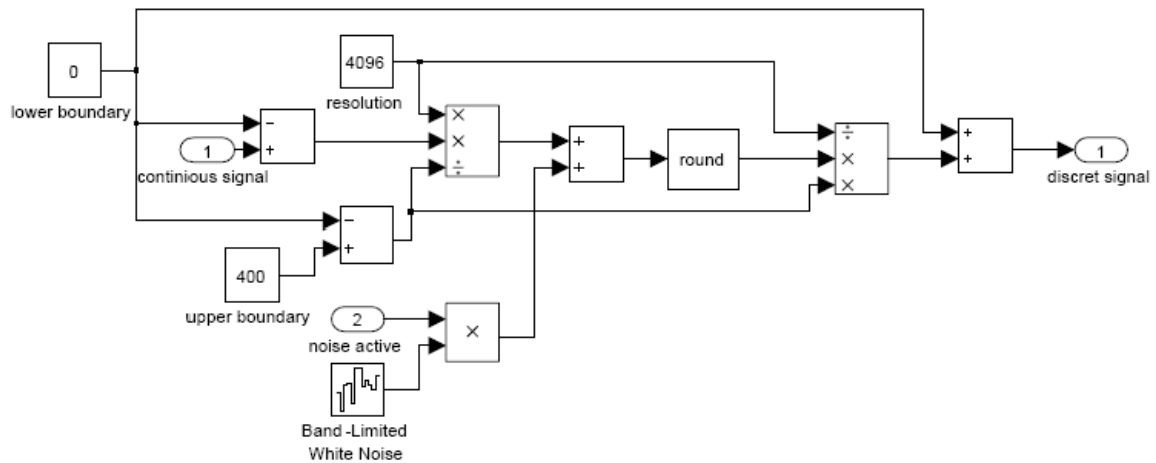 0
lower boundary
4096
resolution
−
+
1
continious signal
×
×
÷
+
+
round
÷
×
×
+
+
1
discret signal
−
+
400
upper boundary
2
noise active
×
Band -Limited
White Noise